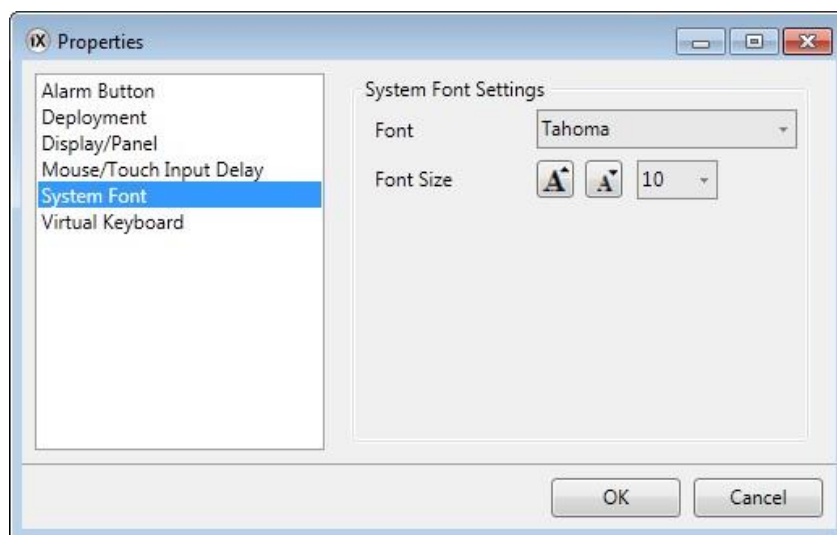 iX Properties
Alarm Button
Deployment
Display/Panel
Mouse/Touch Input Delay
System Font
Virtual Keyboard
System Font Settings
Font Tahoma
Font Size A A 10
OK Cancel